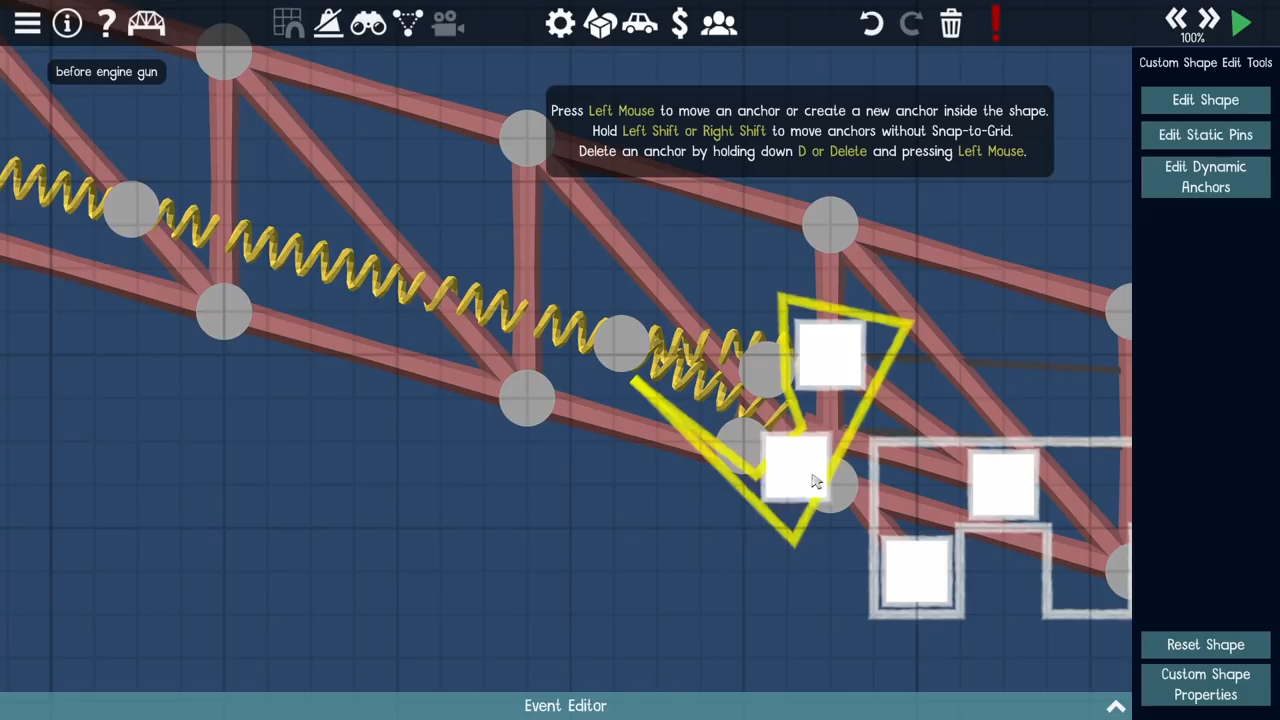 100%
before engine gun
Press Left Mouse to move an anchor or create a new anchor inside the shape.
Hold Left Shift or Right Shift to move anchors without Snap-to-Grid.
Delete an anchor by holding down D or Delete and pressing Left Mouse.
Custom Shape Edit Tools
Edit Shape
Edit Static Pins
Edit Dynamic
Anchors
Reset Shape
Custom Shape
Properties
Event Editor